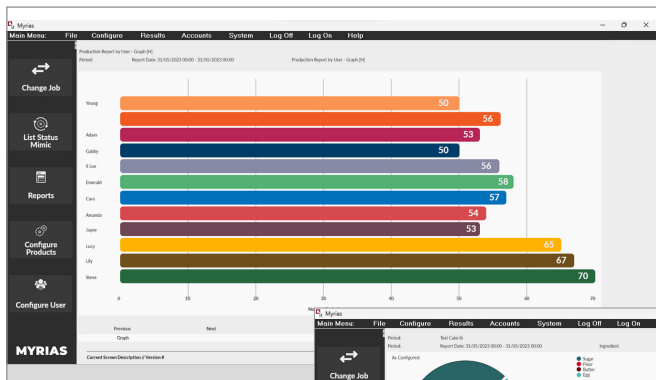 Myrias
Main Menu: File Configure Results Accounts System Log Off Log On Help
Production Report by User - Graph [H]
Period: Report Date: 31/05/2023 00:00 - 31/05/2023 00:00 Production Report by User - Graph [H]
Change Job
List Status Mimic
Reports
Configure Products
Configure User
MYRIAS
Young 50
56
Adam 53
Gabby 50
56
Emerald 58
Caro 57
Amanda 54
Jayne 53
Lucy 65
Lily 67
Steve 70
0 10 20 30 40 50 60 70
Previous Next
Graph
Current Screen Description // Version #
Myrias
Main Menu: File Configure Results Accounts System Log Off Log On
Period: Test Cake/b
Period: Report Date: 31/05/2023 00:00 - 31/05/2023 00:00 Ingredient
As Configured:
Sugar
Flour
Butter
Egg
Change Job